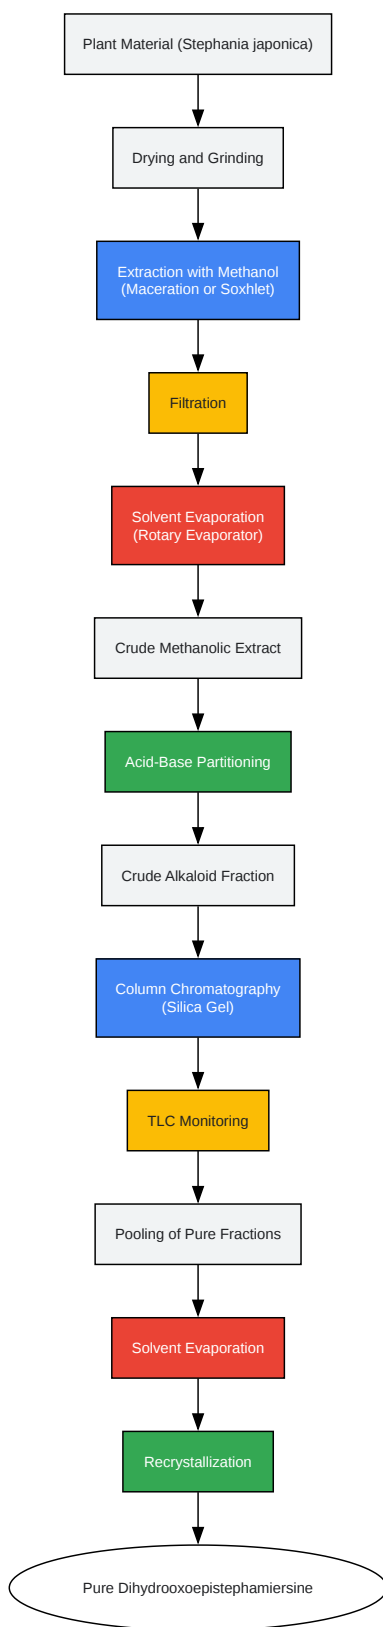 Plant Material (Stephania japonica)
Drying and Grinding
Extraction with Methanol
(Maceration or Soxhlet)
Filtration
Solvent Evaporation
(Rotary Evaporator)
Crude Methanolic Extract
Acid-Base Partitioning
Crude Alkaloid Fraction
Column Chromatography
(Silica Gel)
TLC Monitoring
Pooling of Pure Fractions
Solvent Evaporation
Recrystallization
Pure Dihydrooxoepistephamiersine